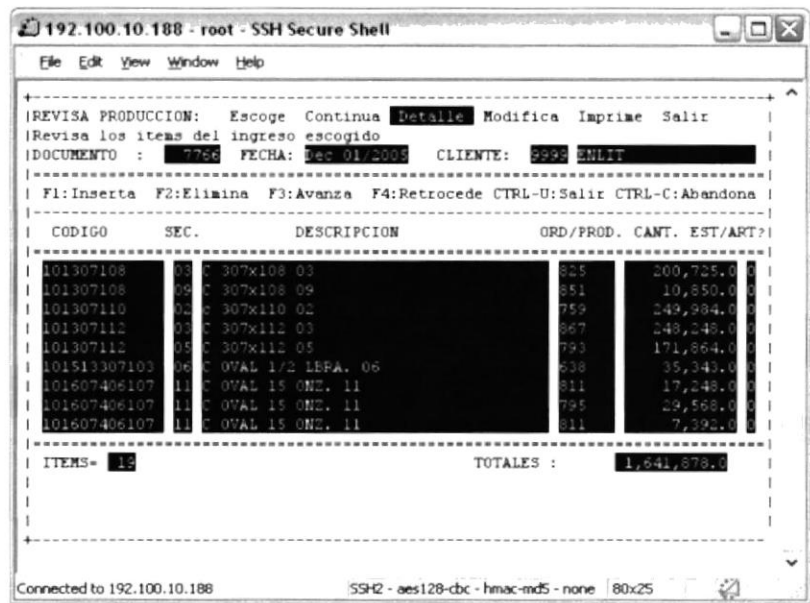 192.100.10.188 - root - SSH Secure Shell
File Edit View Window Help
REVISA PRODUCCION: Escoge Continua Detalle Modifica Imprime Salir
Revisa los items del ingreso escogido
DOCUMENTO : 7766 FECHA: Dec 01/2005 CLIENTE: 9999 ENLIT
F1:Inserta F2:Elimina F3:Avanza F4:Retrocede CTRL-U:Salir CTRL-C:Abandona
CODIGO SEC. DESCRIPCION ORD/PROD. CANT. EST/ART?
101307108 03 C 307x108 03 825 200,725.0 0
101307108 09 C 307x108 09 851 10,850.0 0
101307110 02 c 307x110 02 759 249,984.0 0
101307112 03 C 307x112 03 867 248,248.0 0
101307112 05 C 307x112 05 793 171,864.0 0
101513307103 06 C OVAL 1/2 LBRA. 06 638 35,343.0 0
101607406107 11 C OVAL 15 ONZ. 11 811 17,248.0 0
101607406107 11 C OVAL 15 ONZ. 11 795 29,568.0 0
101607406107 11 C OVAL 15 ONZ. 11 811 7,392.0 0
ITEMS= 19 TOTALES : 1,641,878.0
Connected to 192.100.10.188 SSH2 - aes128-cbc - hmac-md5 - none 80x25